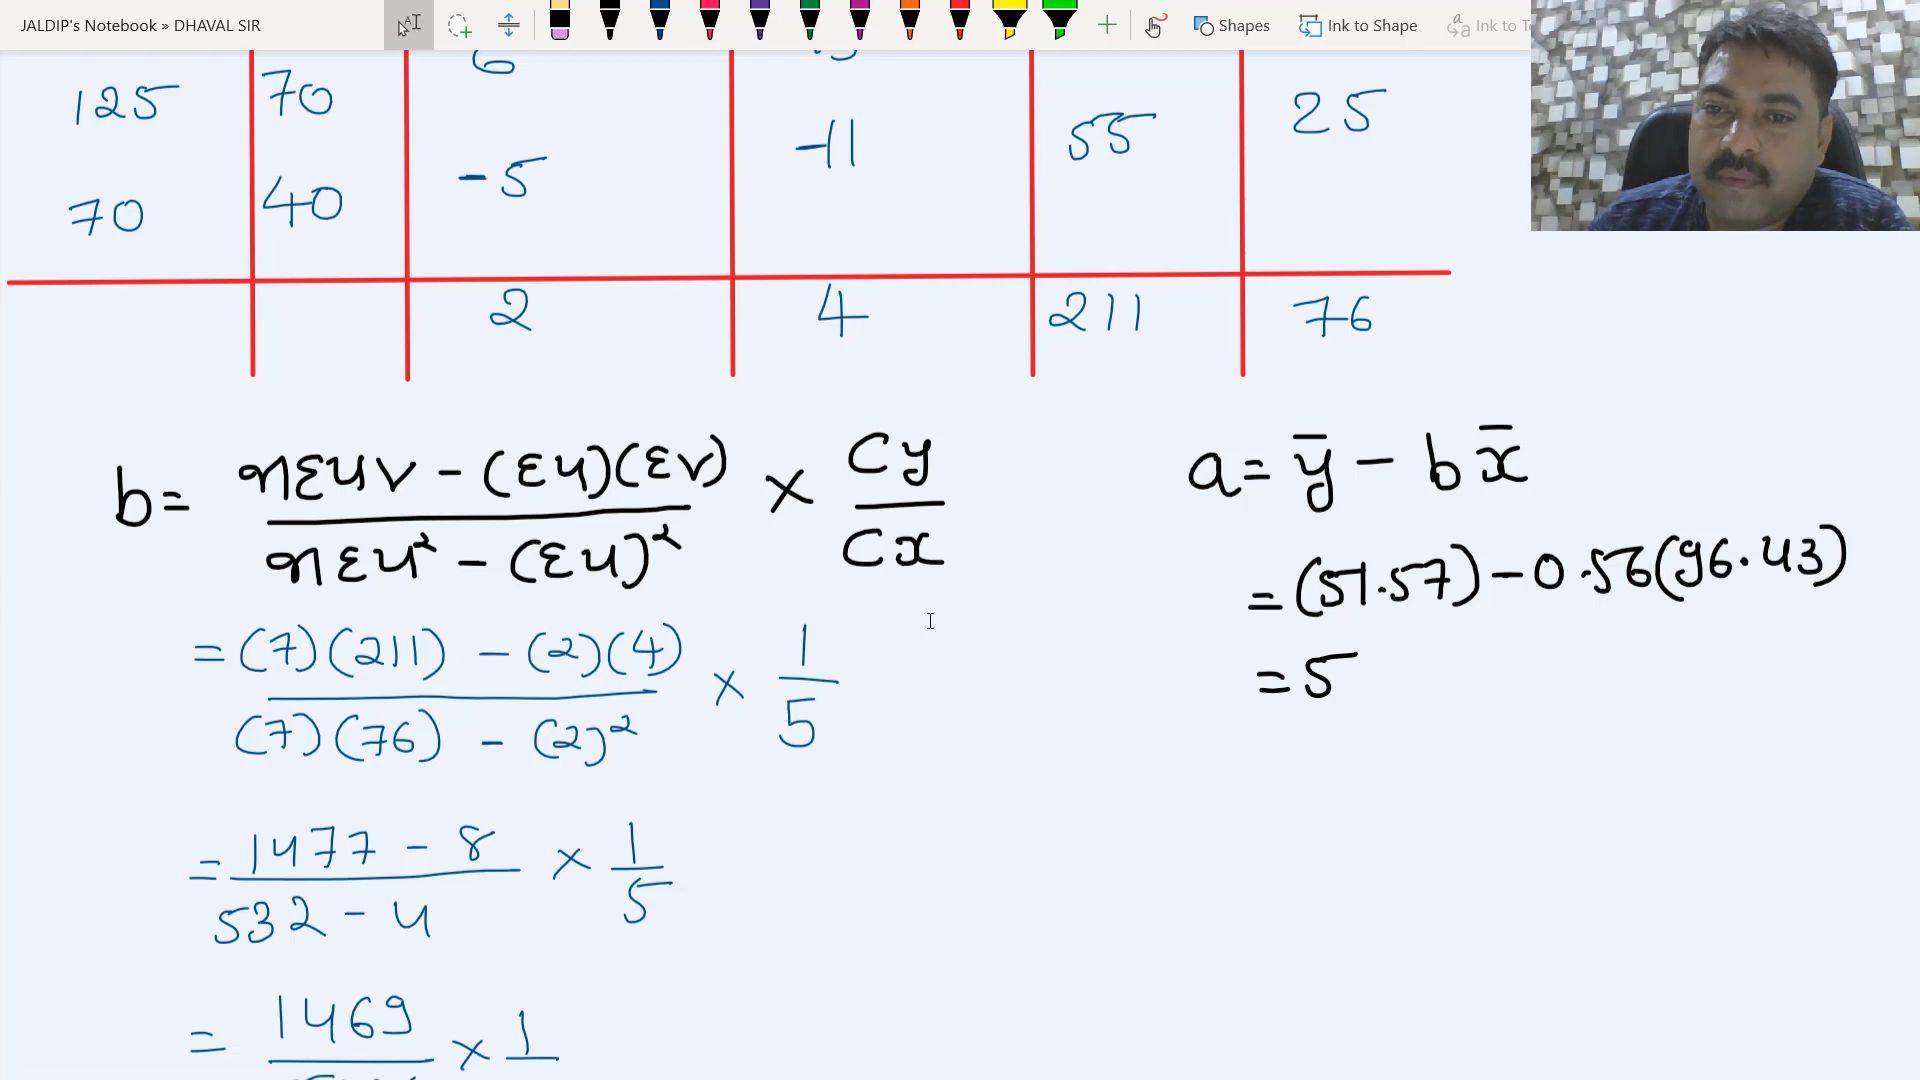 JALDIP's Notebook » DHAVAL SIR
Shapes
Ink to Shape
Ink to
125 70 55 25
-11
-5
70 40
2 4 211 76
b = nΣuv - (Σu)(Σv) / nΣu² - (Σu)² × Cy / Cx
= (7)(211) - (2)(4) / (7)(76) - (2)² × 1 / 5
= 1477 - 8 / 532 - 4 × 1 / 5
= 1469 × 1
a = ȳ - b x̄
= (51.57) - 0.56(96.43)
= 5